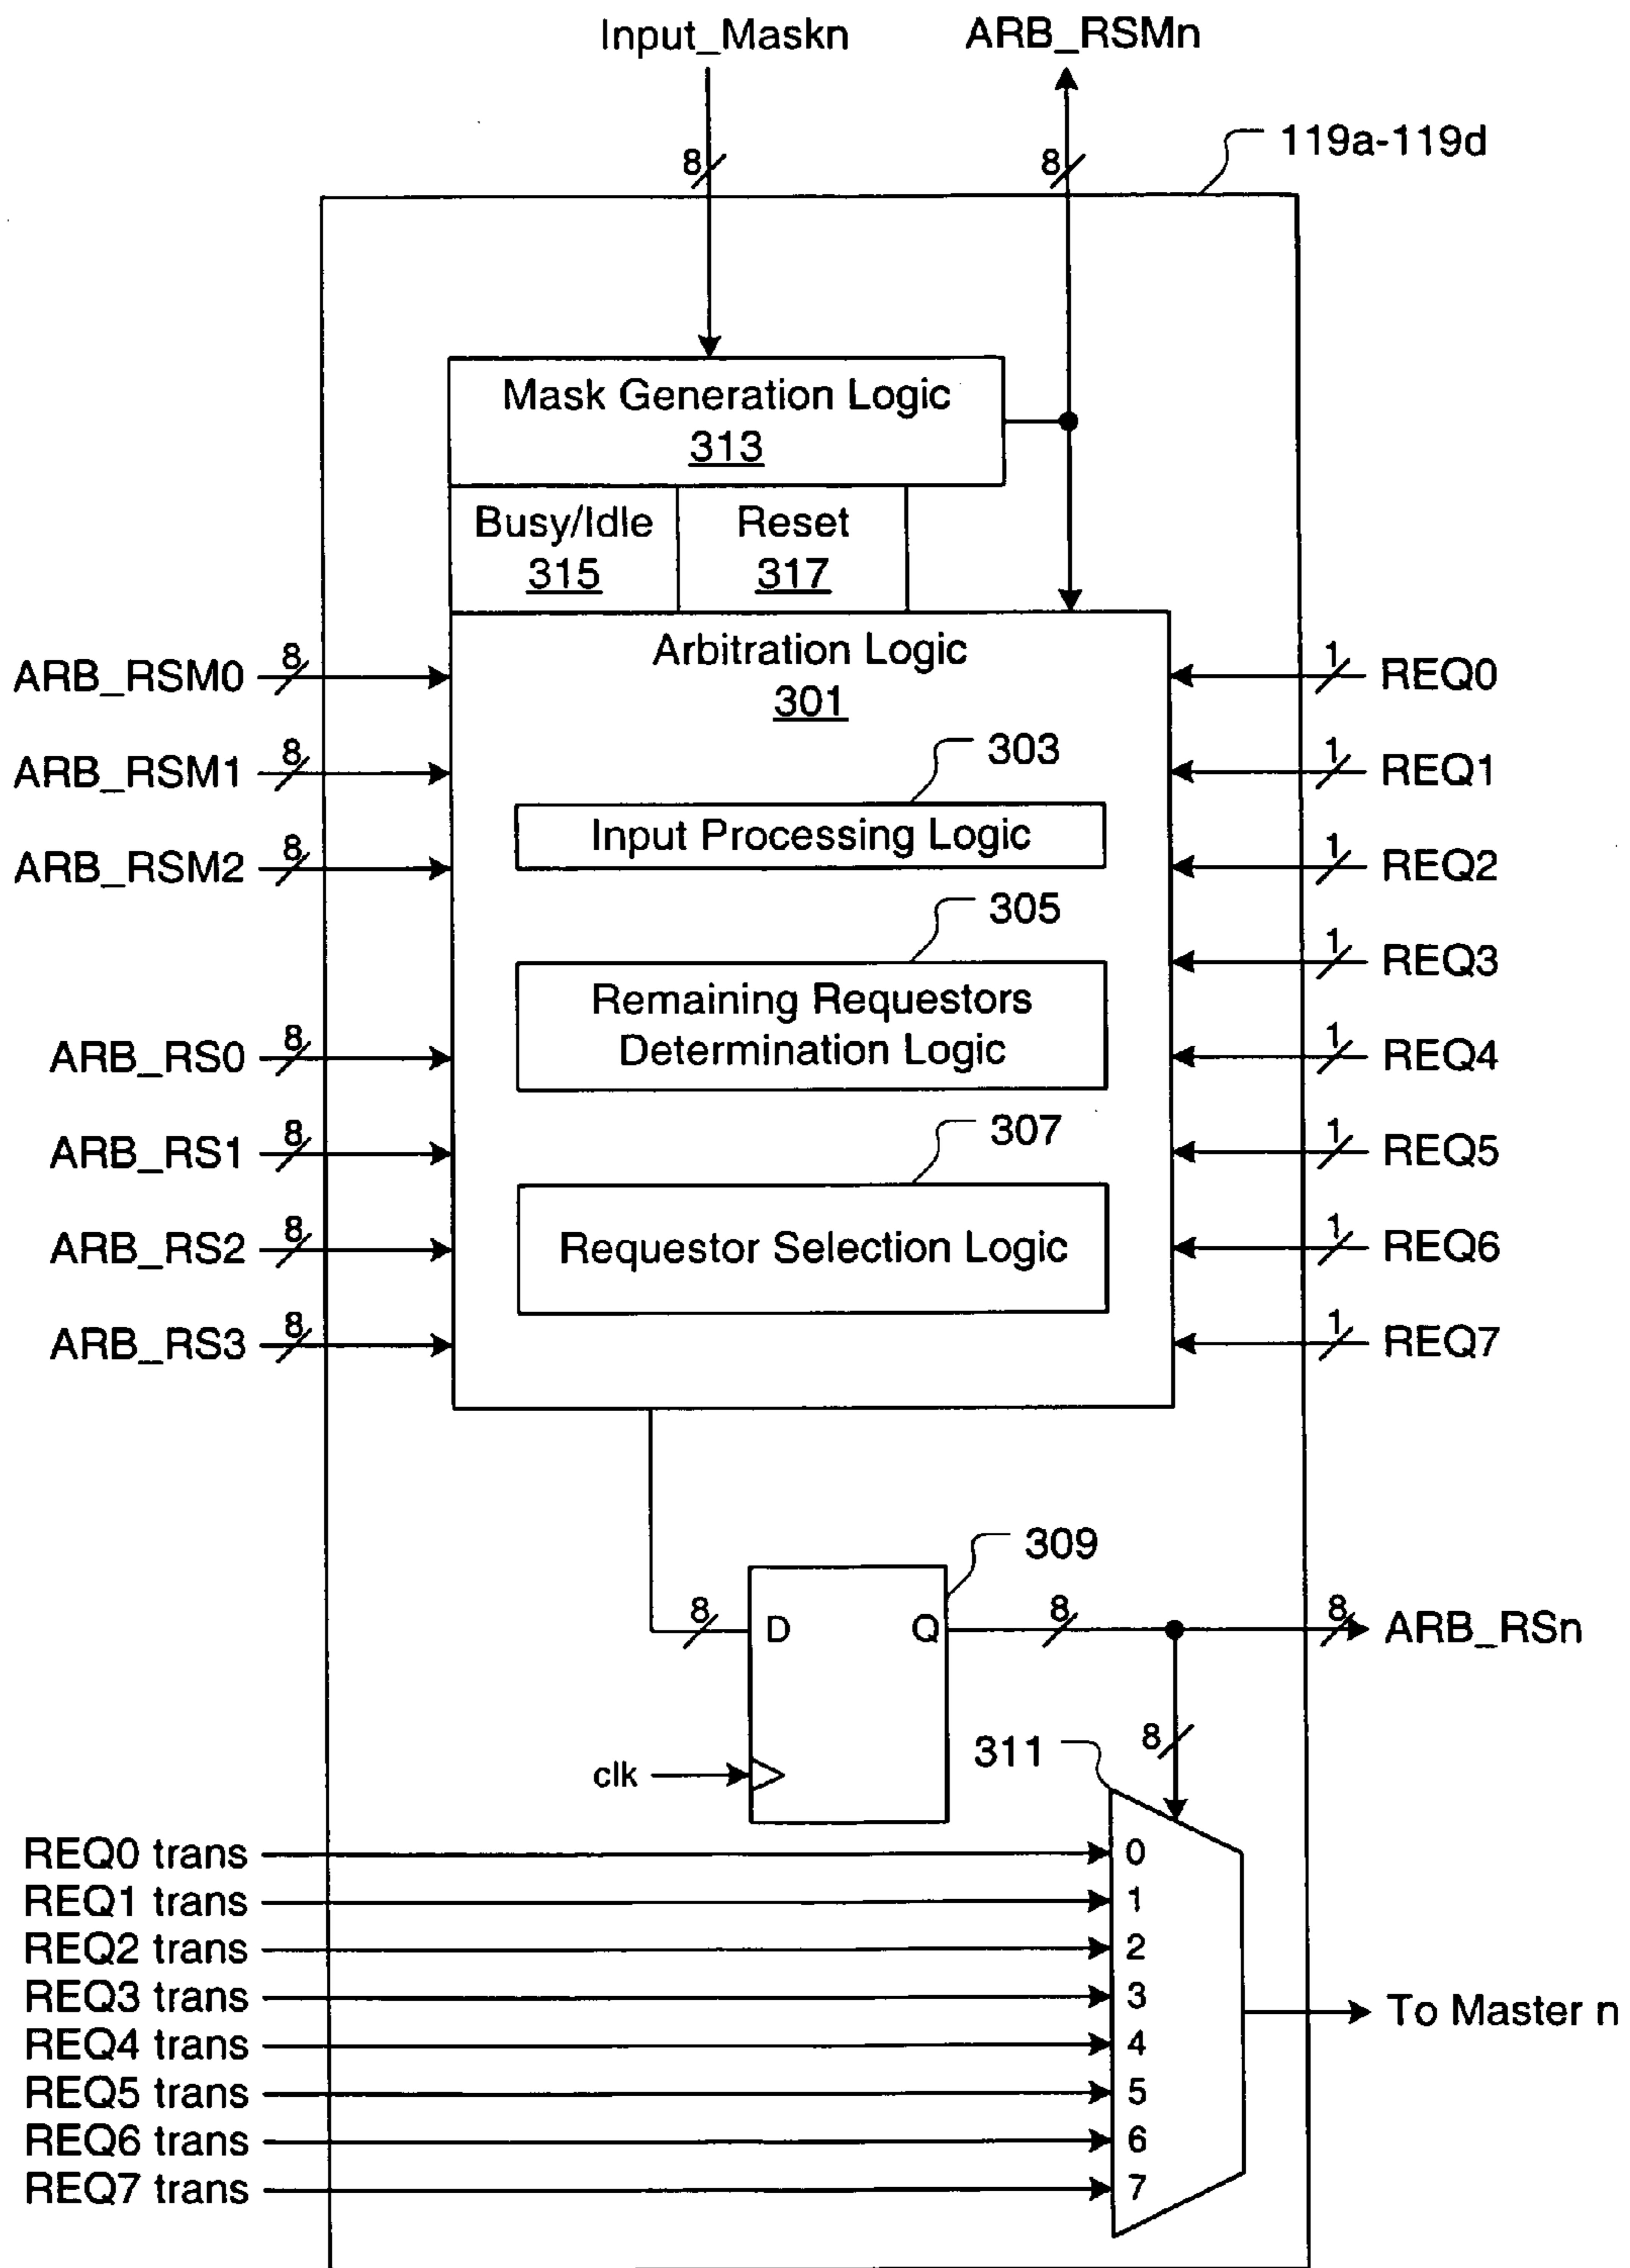 Input_Maskn
ARB_RSMn
8
8
119a-119d
Mask Generation Logic
313
Busy/Idle
315
Reset
317
Arbitration Logic
301
ARB_RSM0
8
ARB_RSM1
8
ARB_RSM2
8
ARB_RS0
8
ARB_RS1
8
ARB_RS2
8
ARB_RS3
8
303
Input Processing Logic
305
Remaining Requestors
Determination Logic
307
Requestor Selection Logic
1
REQ0
1
REQ1
1
REQ2
1
REQ3
1
REQ4
1
REQ5
1
REQ6
1
REQ7
309
8
D
Q
8
8
ARB_RSn
clk
8
311
REQ0 trans
0
REQ1 trans
1
REQ2 trans
2
REQ3 trans
3
REQ4 trans
4
REQ5 trans
5
REQ6 trans
6
REQ7 trans
7
To Master n